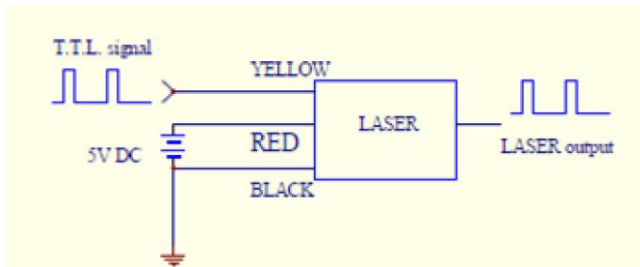 T.T.L. signal
YELLOW
LASER
5V DC
RED
LASER output
BLACK